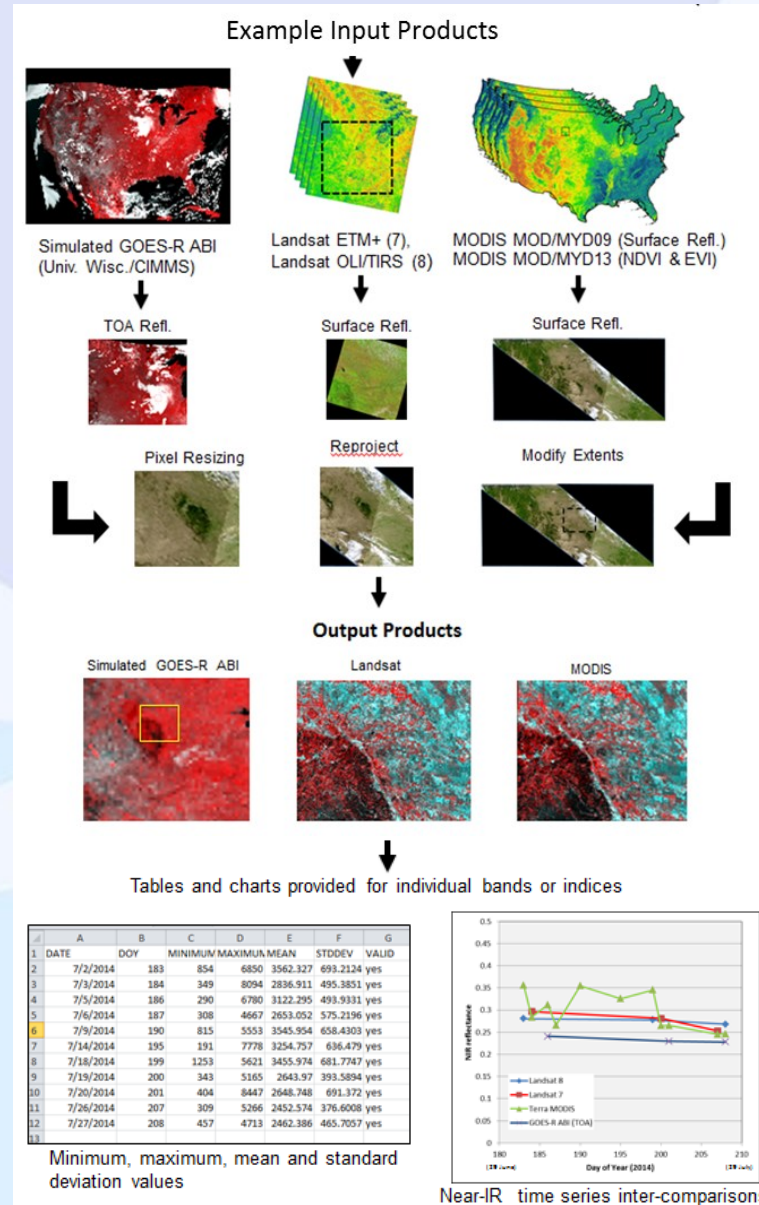 Example Input Products
Simulated GOES-R ABI
(Univ. Wisc./CIMMS)
Landsat ETM+ (7),
Landsat OLI/TIRS (8)
MODIS MOD/MYD09 (Surface Refl.)
MODIS MOD/MYD13 (NDVI & EVI)
TOA Refl.
Surface Refl.
Surface Refl.
Pixel Resizing
Reproject
Modify Extents
Output Products
Simulated GOES-R ABI
Landsat
MODIS
Tables and charts provided for individual bands or indices
A B C D E F G
1 DATE DOY MINIMUM MAXIMUM MEAN STDDEV VALID
2 7/2/2014 183 854 6850 3562.327 693.2124 yes
3 7/3/2014 184 349 8094 2836.911 495.3851 yes
4 7/5/2014 186 290 6780 3122.295 493.9331 yes
5 7/6/2014 187 308 4667 2653.052 575.2196 yes
6 7/9/2014 190 815 5553 3545.954 658.4303 yes
7 7/14/2014 195 191 7778 3254.757 636.479 yes
8 7/18/2014 199 1253 5621 3455.974 681.7747 yes
9 7/19/2014 200 343 5165 2643.97 393.5894 yes
10 7/20/2014 201 404 8447 2648.748 691.372 yes
11 7/26/2014 207 309 5266 2452.574 376.6008 yes
12 7/27/2014 208 457 4713 2462.386 465.7057 yes
13
Minimum, maximum, mean and standard
deviation values
0.5
0.45
0.4
0.35
0.3
0.25
0.2
0.15
0.1
0.05
0
NIR reflectance
Landsat 8
Landsat 7
Terra MODIS
GOES-R ABI (TOA)
180 185 190 195 200 205 210
(29 June) Day of Year (2014) (29 July)
Near-IR time series inter-comparisons